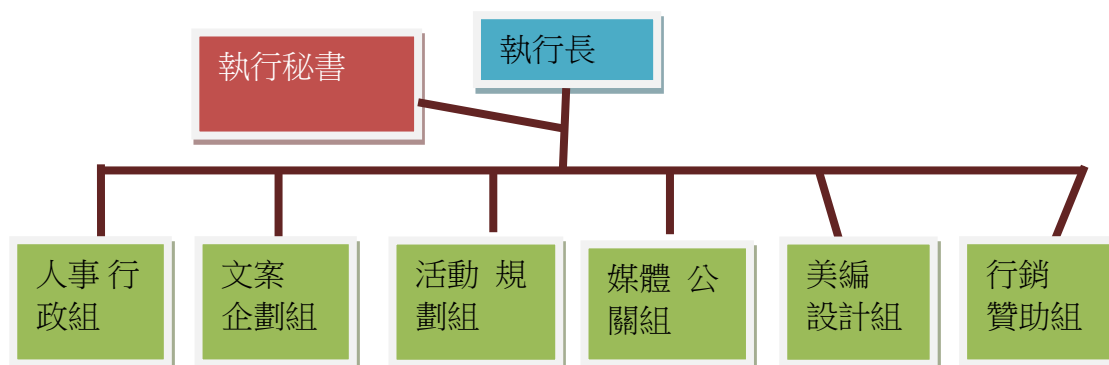 執行秘書
執行長
人事 行
政組
文案
企劃組
活動 規
劃組
媒體 公
關組
美編
設計組
行銷
贊助組